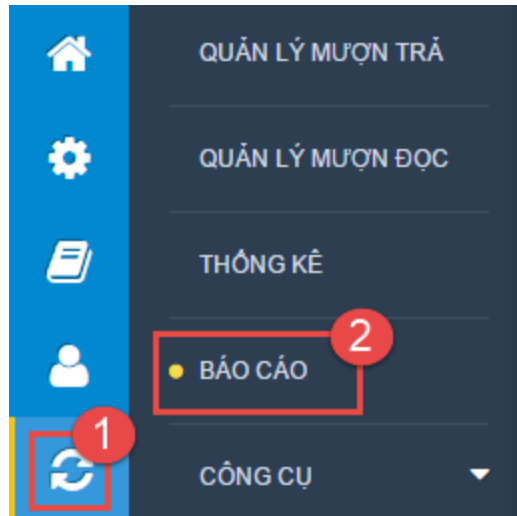 QUẢN LÝ MƯỢN TRẢ
QUẢN LÝ MƯỢN ĐỌC
THỐNG KÊ
2
BÁO CÁO
1
CÔNG CỤ